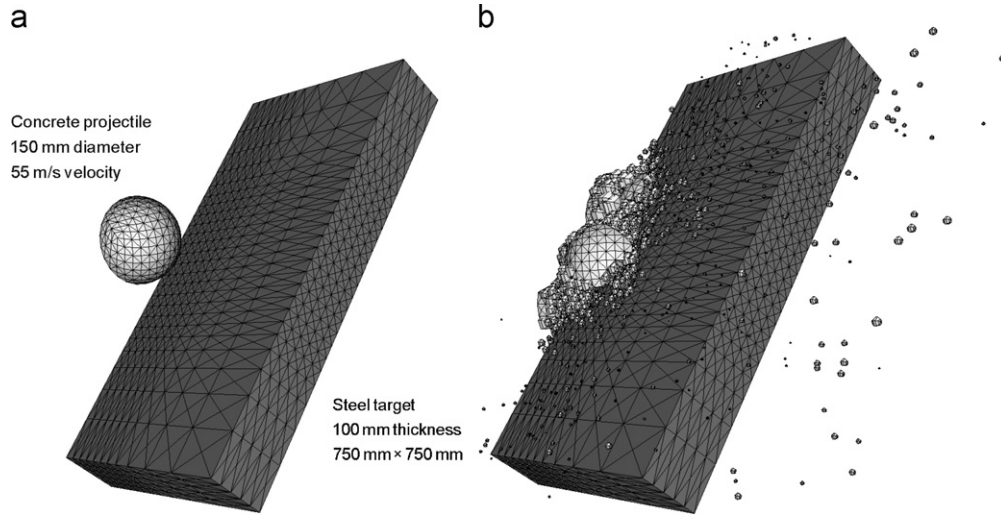 a
b
Concrete projectile
150 mm diameter
55 m/s velocity
Steel target
100 mm thickness
750 mm × 750 mm